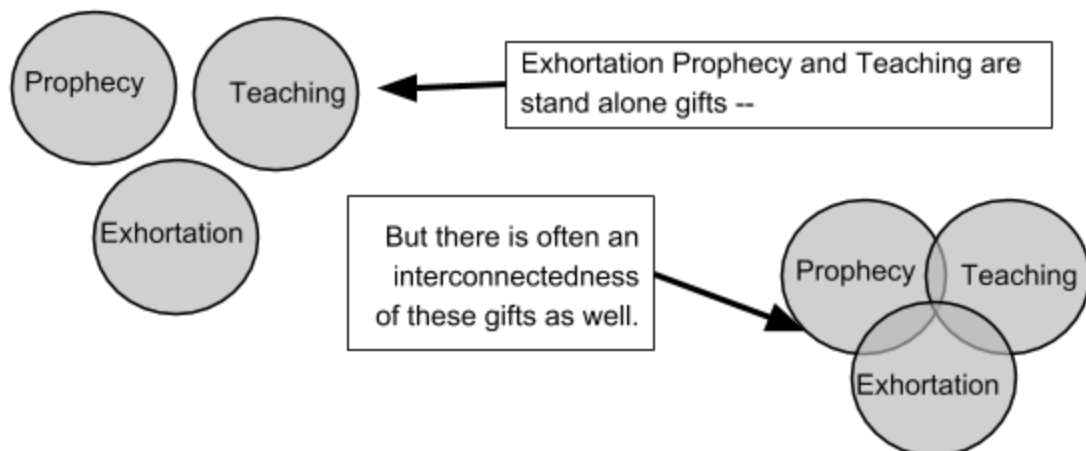 Prophecy
Teaching
Exhortation
Exhortation Prophecy and Teaching are
stand alone gifts --
But there is often an
interconnectedness
of these gifts as well.
Prophecy
Teaching
Exhortation